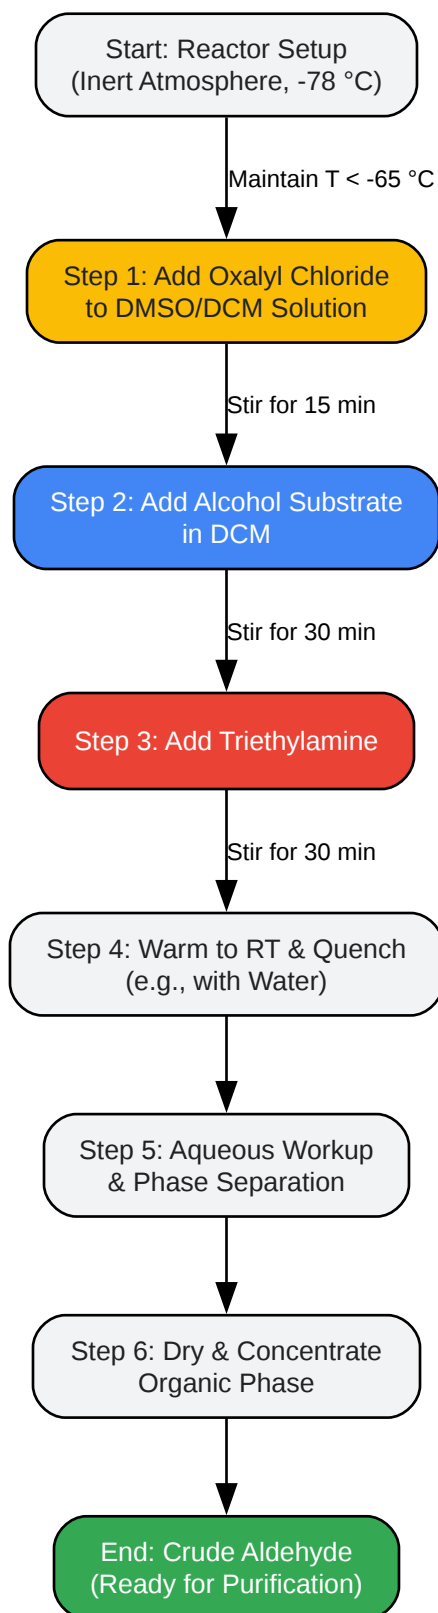 Start: Reactor Setup
(Inert Atmosphere, -78 °C)
Maintain T < -65 °C
Step 1: Add Oxalyl Chloride
to DMSO/DCM Solution
Stir for 15 min
Step 2: Add Alcohol Substrate
in DCM
Stir for 30 min
Step 3: Add Triethylamine
Stir for 30 min
Step 4: Warm to RT & Quench
(e.g., with Water)
Step 5: Aqueous Workup
& Phase Separation
Step 6: Dry & Concentrate
Organic Phase
End: Crude Aldehyde
(Ready for Purification)